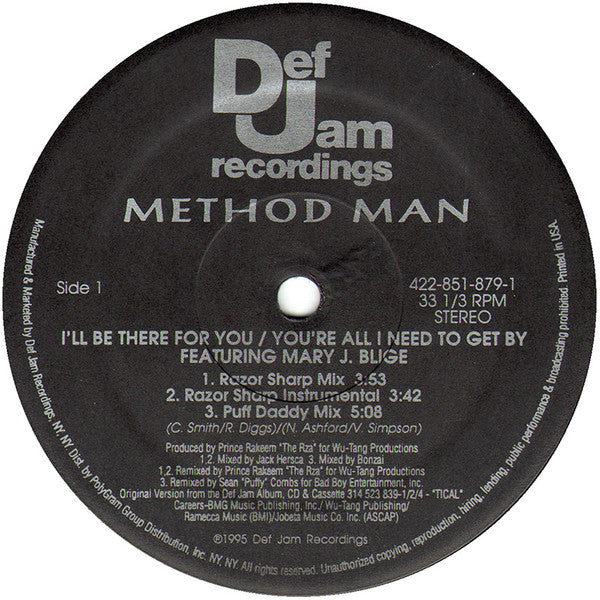 Def
Jam
recordings
METHOD MAN
Side 1
422-851-879-1
33 1/3 RPM
STEREO
I'LL BE THERE FOR YOU / YOU'RE ALL I NEED TO GET BY
FEATURING MARY J. BLIGE
1. Razor Sharp Mix 3:53
2. Razor Sharp Instrumental 3:42
3. Puff Daddy Mix 5:08
(C. Smith/R. Diggs)/(N. Ashford/V. Simpson)
Produced by Prince Rakeem "The Rza" for Wu-Tang Productions
1,2. Mixed by Jack Hersca 3. Mixed by Bonzai
1,2. Remixed by Prince Rakeem "The Rza" for Wu-Tang Productions
3. Remixed by Sean "Puffy" Combs for Bad Boy Entertainment, Inc.
Original Version from the Def Jam Album, CD & Cassette 314 523 839-1/2/4 - "TICAL"
Careers-BMG Music Publishing, Inc./ Wu-Tang Publishing/
Ramecca Music (BMI)/Jobeta Music Co. Inc. (ASCAP)
℗1995 Def Jam Recordings
Manufactured & Marketed by Def Jam Recordings, NY, NY. Dist. by PolyGram Group Distribution, Inc. NY, NY. All rights reserved. Unauthorized copying, reproduction, hiring, lending, public performance & broadcasting prohibited. Printed in USA.